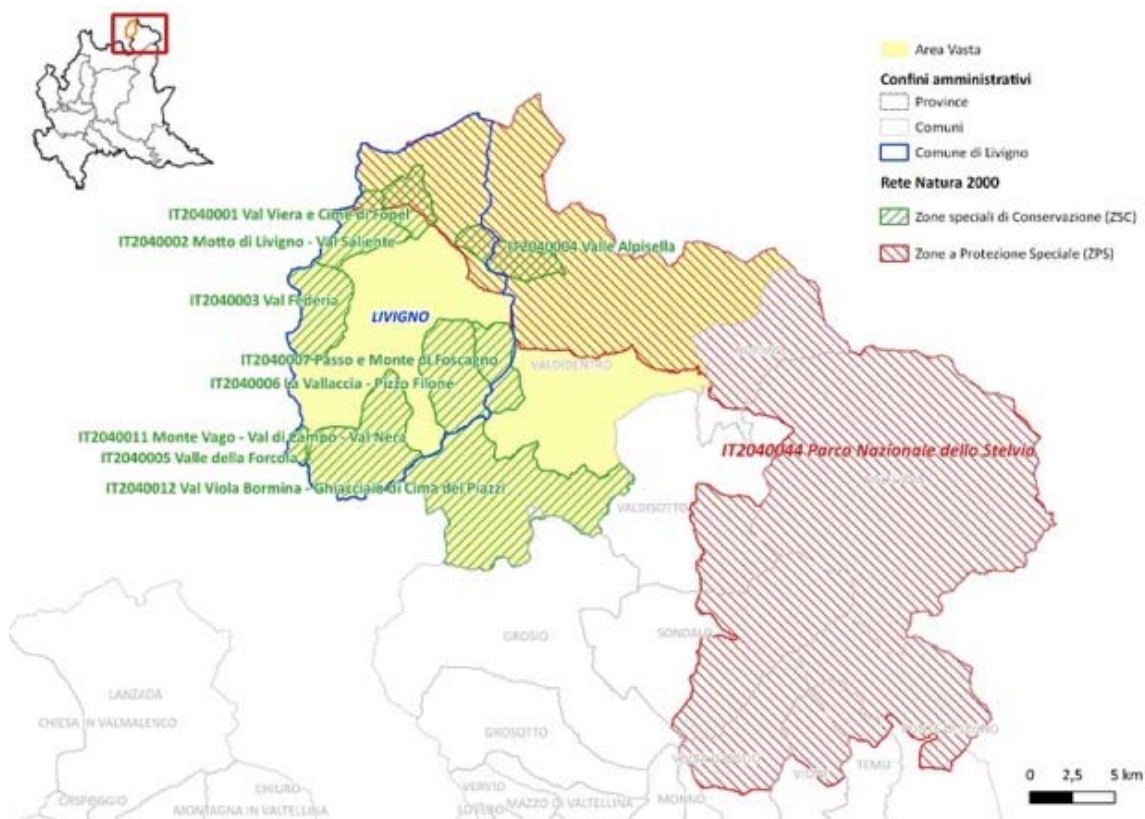 Area Vasta
Confini amministrativi
Province
Comuni
Comune di Livigno
Rete Natura 2000
Zone speciali di Conservazione (ZSC)
Zone a Protezione Speciale (ZPS)
IT2040001 Val Viera e Cime di Fopel
IT2040002 Motto di Livigno - Val Saliente
IT2040004 Valle Alpisella
IT2040003 Val Federia
LIVIGNO
IT2040007 Passo e Monte di Foscagno
VALDIDENTRO
IT2040006 La Vallaccia - Pizzo Filone
IT2040011 Monte Vago - Val di Campo - Val Nera
IT2040005 Valle della Forcola
IT2040044 Parco Nazionale dello Stelvio
IT2040012 Val Viola Bormina - Ghiacciaio di Cima dei Piazzi
VALDISOTTO
GROSIO
SONDALO
LANZADA
CHIESA IN VALMALENCO
GROSOTTO
TEMU'
CHIURO
VERVIO
CASPOGGIO
MONTAGNA IN VALTELLINA
LOVERO
MAZZO DI VALTELLINA
MONNO
0 2,5 5 km